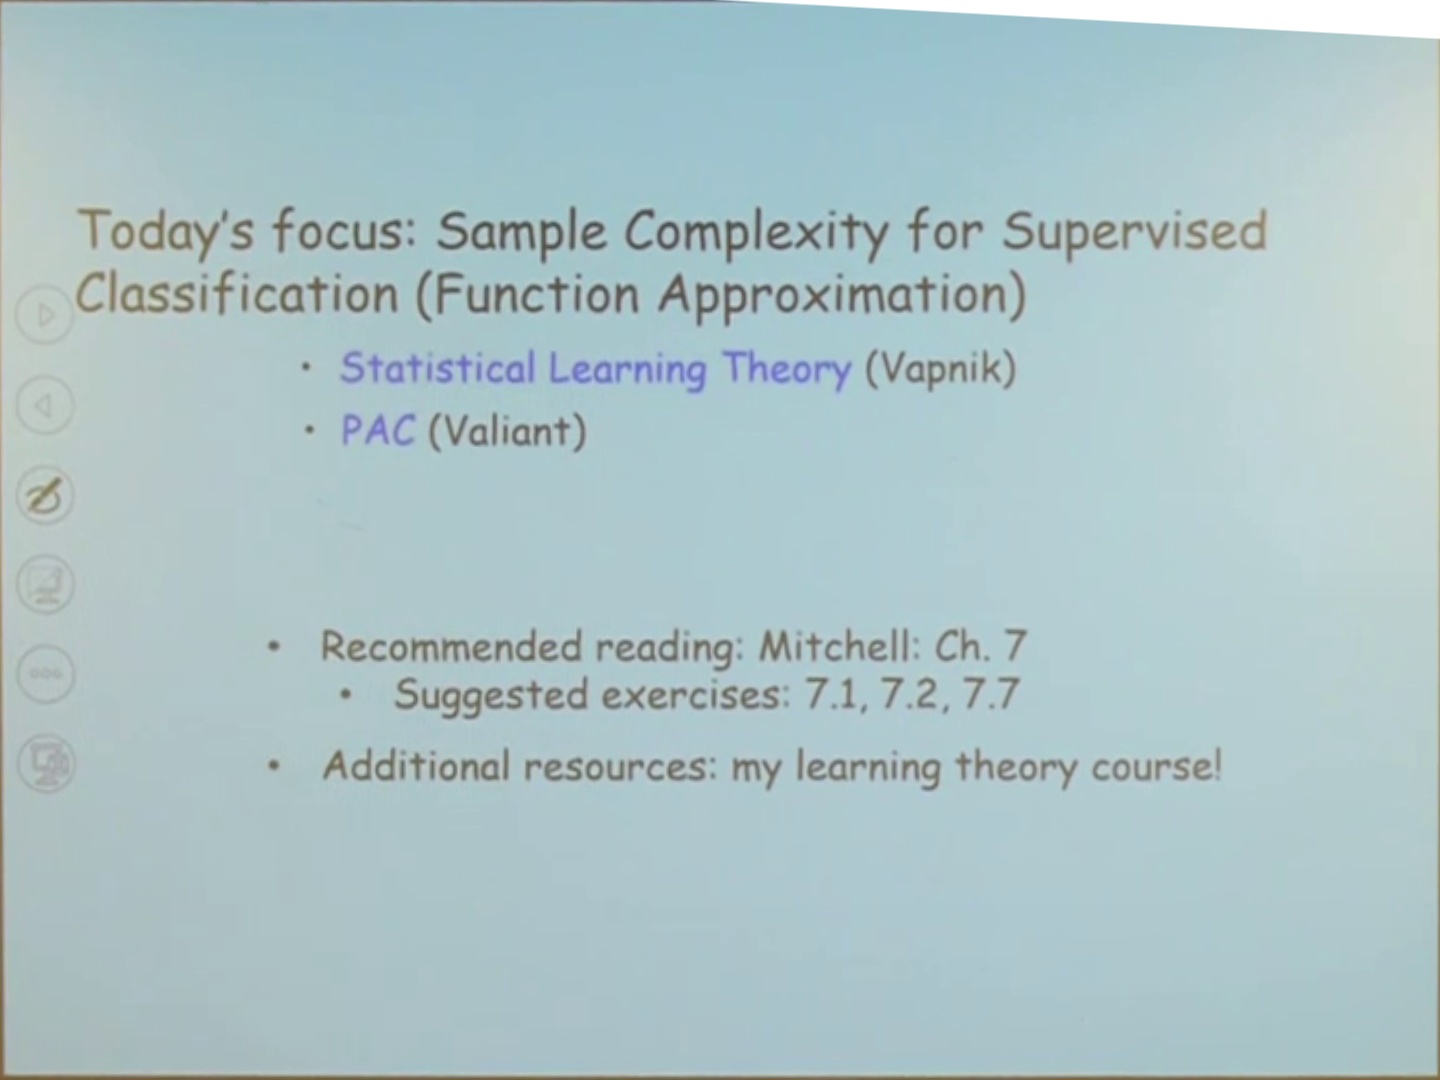 Today's focus: Sample Complexity for Supervised
Classification (Function Approximation)
• Statistical Learning Theory (Vapnik)
• PAC (Valiant)
• Recommended reading: Mitchell: Ch. 7
• Suggested exercises: 7.1, 7.2, 7.7
• Additional resources: my learning theory course!